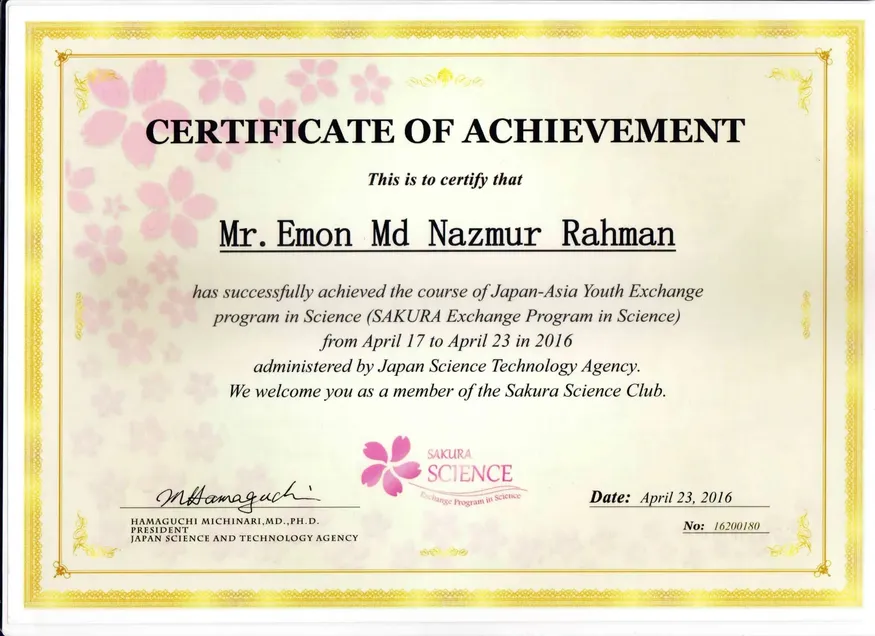 CERTIFICATE OF ACHIEVEMENT
This is to certify that
Mr. Emon Md Nazmur Rahman
has successfully achieved the course of Japan-Asia Youth Exchange
program in Science (SAKURA Exchange Program in Science)
from April 17 to April 23 in 2016
administered by Japan Science Technology Agency.
We welcome you as a member of the Sakura Science Club.
SAKURA
SCIENCE
Exchange Program in Science
MHamaguchi
HAMAGUCHI MICHINARI,MD.,PH.D.
PRESIDENT
JAPAN SCIENCE AND TECHNOLOGY AGENCY
Date: April 23, 2016
No: 16200180